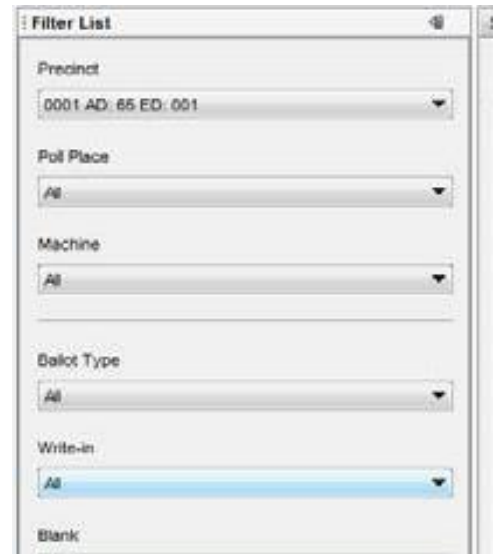 Filter List
Precinct
0001 AD: 65 ED: 001
Poll Place
All
Machine
All
Ballot Type
All
Write-in
All
Blank